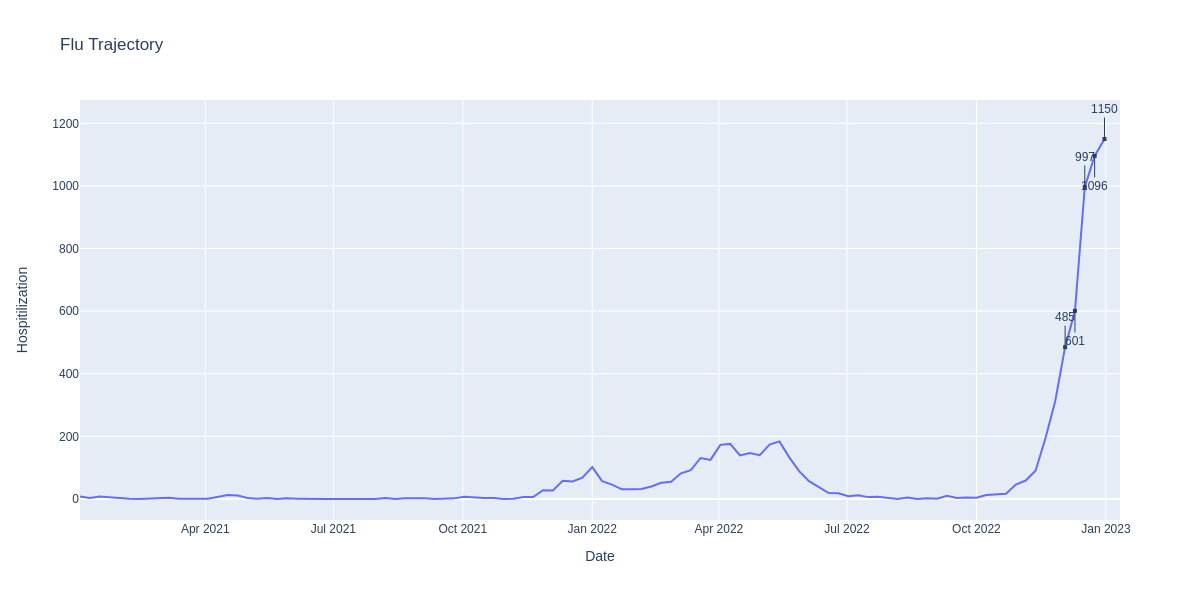 Flu Trajectory
1150
1200
997
1096
1000
800
600
485
601
400
200
0
Hospitilization
Apr 2021
Jul 2021
Oct 2021
Jan 2022
Apr 2022
Jul 2022
Oct 2022
Jan 2023
Date